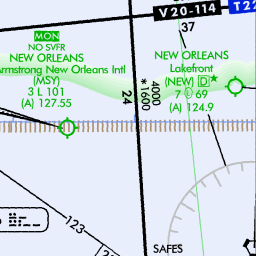 V20-114
T22
37
MON
NO SVFR
NEW ORLEANS
Armstrong New Orleans Intl
(MSY)
3 L 101
(A) 127.55
NEW ORLEANS
Lakefront
(NEW) D★
7 L 69
(A) 124.9
4000
*1600
24
123
SAFES